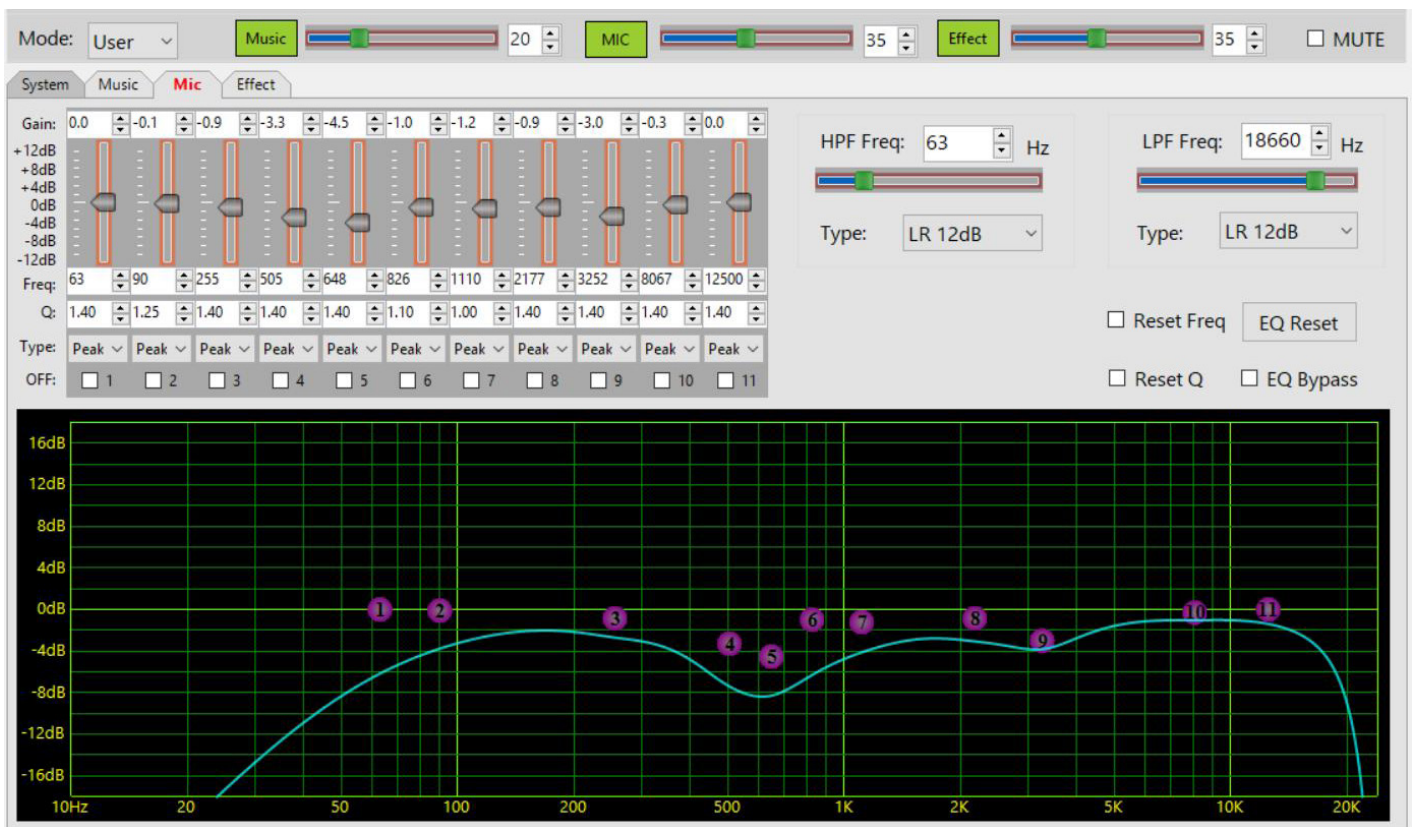 Mode: User Music 20 MIC 35 Effect 35 MUTE
System Music Mic Effect
Gain: 0.0 -0.1 -0.9 -3.3 -4.5 -1.0 -1.2 -0.9 -3.0 -0.3 0.0
+12dB
+8dB
+4dB
0dB
-4dB
-8dB
-12dB
Freq: 63 90 255 505 648 826 1110 2177 3252 8067 12500
Q: 1.40 1.25 1.40 1.40 1.40 1.10 1.00 1.40 1.40 1.40 1.40
Type: Peak Peak Peak Peak Peak Peak Peak Peak Peak Peak Peak
OFF: 1 2 3 4 5 6 7 8 9 10 11
HPF Freq: 63 Hz
Type: LR 12dB
LPF Freq: 18660 Hz
Type: LR 12dB
Reset Freq EQ Reset
Reset Q EQ Bypass
16dB
12dB
8dB
4dB
0dB
-4dB
-8dB
-12dB
-16dB
1 2 3 4 5 6 7 8 9 10 11
10Hz 20 50 100 200 500 1K 2K 5K 10K 20K